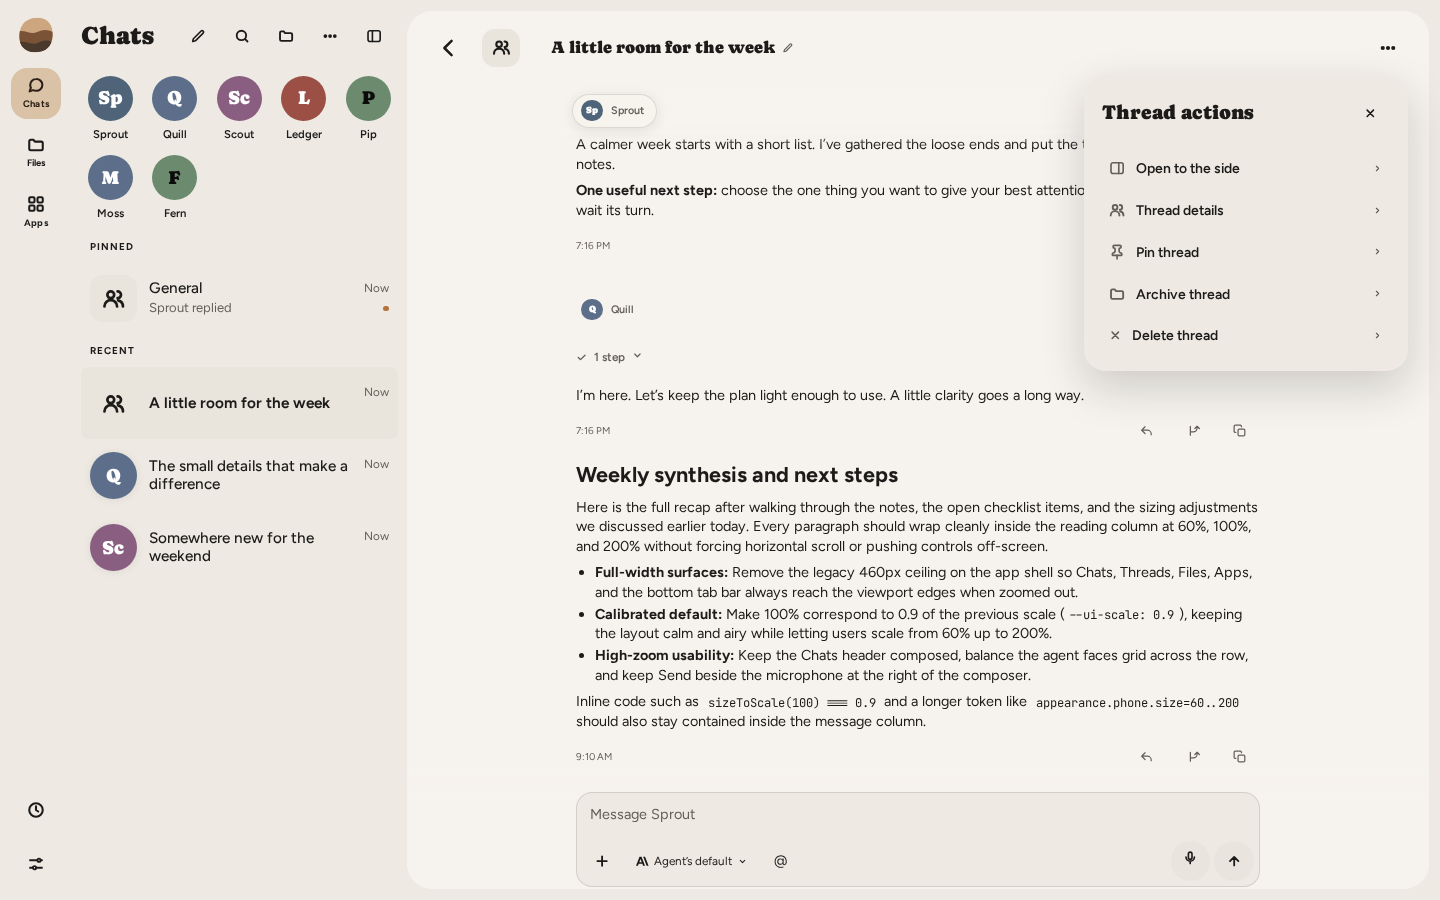 Chats
Chats
Files
Apps
Sp
Q
Sc
L
P
Sprout
Quill
Scout
Ledger
Pip
M
F
Moss
Fern
PINNED
General
Now
Sprout replied
RECENT
A little room for the week
Now
Q
The small details that make a
difference
Now
Sc
Somewhere new for the
weekend
Now
A little room for the week
Sp
Sprout
A calmer week starts with a short list. I’ve gathered the loose ends and put the
notes.
One useful next step: choose the one thing you want to give your best
wait its turn.
7:16 PM
Q
Quill
1 step
I’m here. Let’s keep the plan light enough to use. A little clarity goes a long way.
7:16 PM
Weekly synthesis and next steps
Here is the full recap after walking through the notes, the open checklist items, and the sizing adjustments
we discussed earlier today. Every paragraph should wrap cleanly inside the reading column at 60%, 100%,
and 200% without forcing horizontal scroll or pushing controls off-screen.
• Full-width surfaces: Remove the legacy 460px ceiling on the app shell so Chats, Threads, Files, Apps,
and the bottom tab bar always reach the viewport edges when zoomed out.
• Calibrated default: Make 100% correspond to 0.9 of the previous scale ( --ui-scale: 0.9 ), keeping
the layout calm and airy while letting users scale from 60% up to 200%.
• High-zoom usability: Keep the Chats header composed, balance the agent faces grid across the row,
and keep Send beside the microphone at the right of the composer.
Inline code such as sizeToScale(100) === 0.9 and a longer token like appearance.phone.size=60..200
should also stay contained inside the message column.
9:10 AM
Message Sprout
Agent’s default
@
Thread actions
Open to the side
Thread details
Pin thread
Archive thread
Delete thread